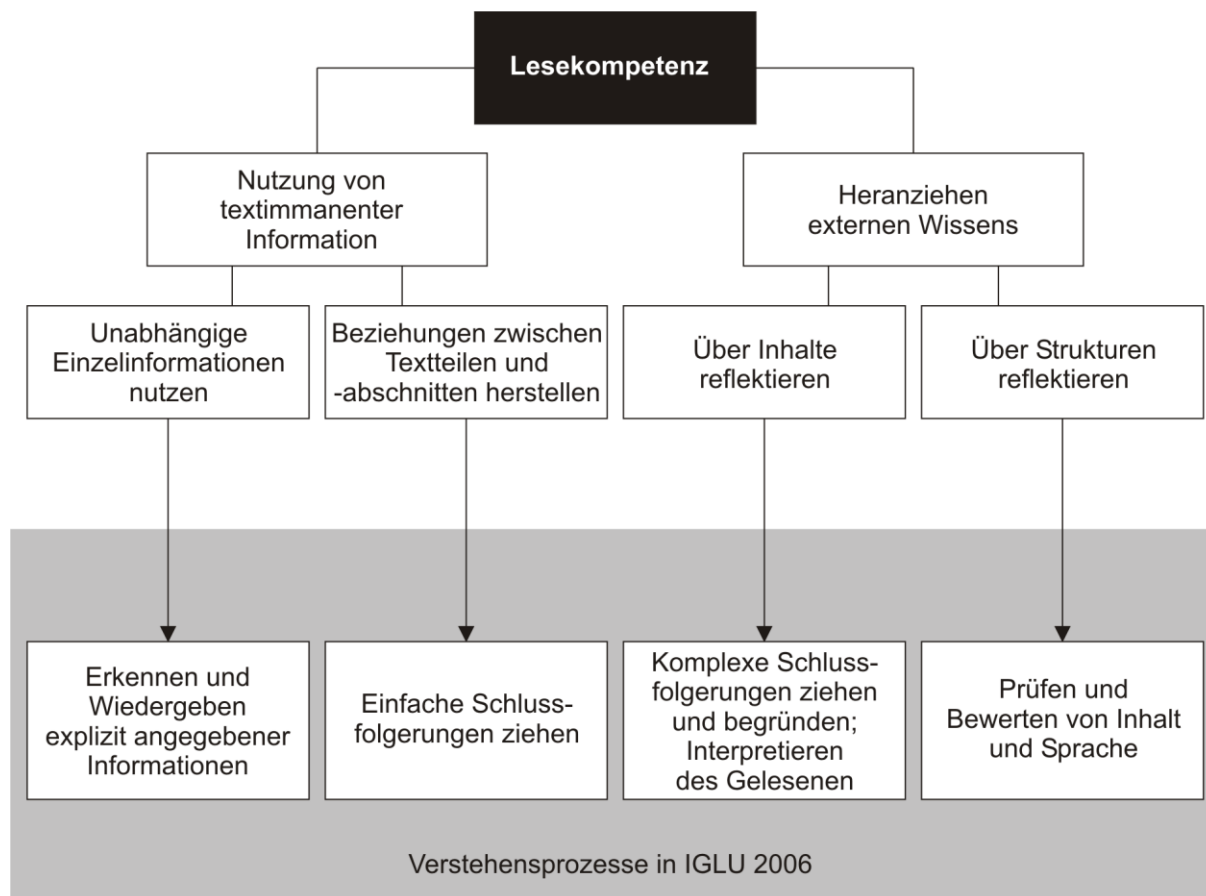 Lesekompetenz
Nutzung von
textimmanenter
Information
Heranziehen
externen Wissens
Unabhängige
Einzelinformationen
nutzen
Beziehungen zwischen
Textteilen und
-abschnitten herstellen
Über Inhalte
reflektieren
Über Strukturen
reflektieren
Erkennen und
Wiedergeben
explizit angegebener
Informationen
Einfache Schluss-
folgerungen ziehen
Komplexe Schluss-
folgerungen ziehen
und begründen;
Interpretieren
des Gelesenen
Prüfen und
Bewerten von Inhalt
und Sprache
Verstehensprozesse in IGLU 2006